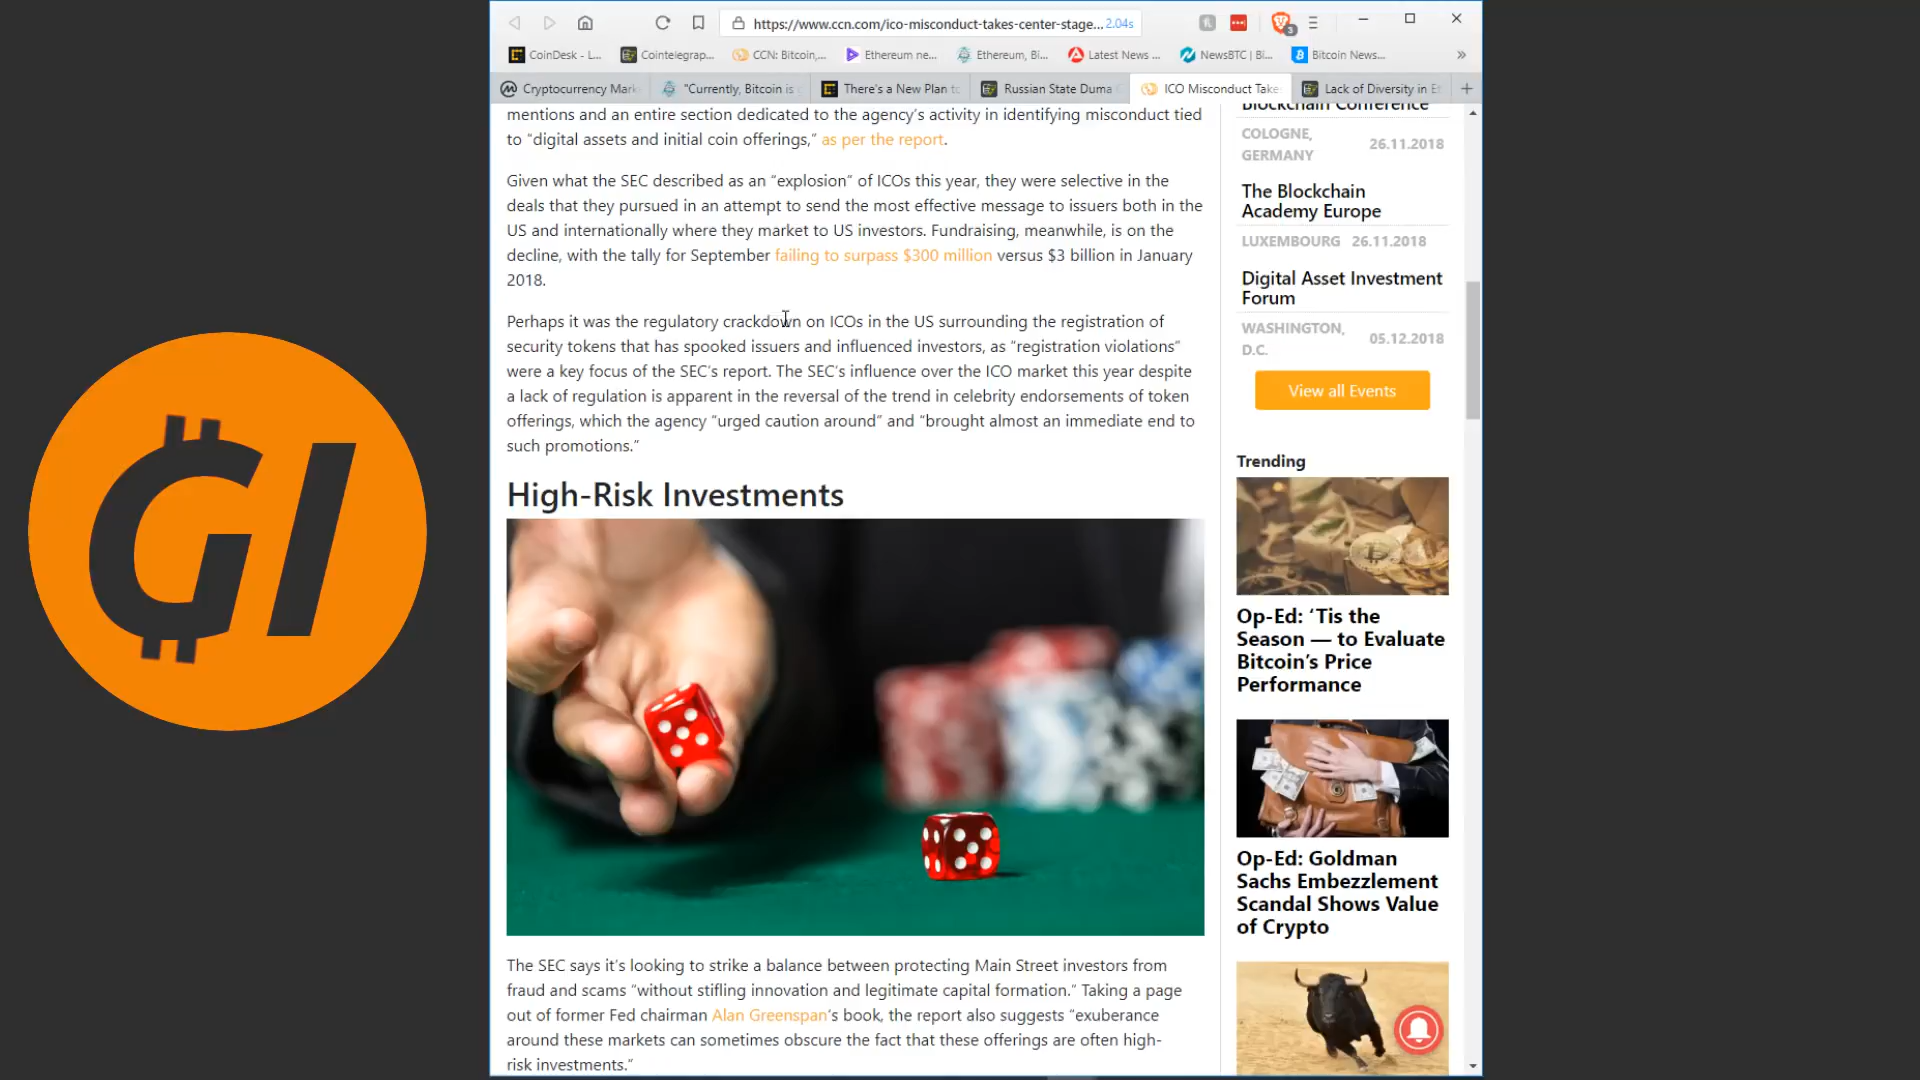 https://www.ccn.com/ico-misconduct-takes-center-stage... 2.04s
3
CoinDesk - L...
Cointelegrap...
CCN: Bitcoin,...
Ethereum ne...
Ethereum, Bi...
Latest News ...
NewsBTC | Bi...
Bitcoin News...
Cryptocurrency Mark
"Currently, Bitcoin is
There's a New Plan to
Russian State Duma
ICO Misconduct Take
Lack of Diversity in Et
mentions and an entire section dedicated to the agency's activity in identifying misconduct tied
to “digital assets and initial coin offerings,” as per the report.
Given what the SEC described as an “explosion” of ICOs this year, they were selective in the
deals that they pursued in an attempt to send the most effective message to issuers both in the
US and internationally where they market to US investors. Fundraising, meanwhile, is on the
decline, with the tally for September failing to surpass $300 million versus $3 billion in January
2018.
Perhaps it was the regulatory crackdown on ICOs in the US surrounding the registration of
security tokens that has spooked issuers and influenced investors, as “registration violations”
were a key focus of the SEC's report. The SEC's influence over the ICO market this year despite
a lack of regulation is apparent in the reversal of the trend in celebrity endorsements of token
offerings, which the agency “urged caution around” and “brought almost an immediate end to
such promotions.”
High-Risk Investments
The SEC says it's looking to strike a balance between protecting Main Street investors from
fraud and scams “without stifling innovation and legitimate capital formation.” Taking a page
out of former Fed chairman Alan Greenspan's book, the report also suggests “exuberance
around these markets can sometimes obscure the fact that these offerings are often high-
risk investments.”
Blockchain Conference
COLOGNE,
GERMANY
26.11.2018
The Blockchain
Academy Europe
LUXEMBOURG 26.11.2018
Digital Asset Investment
Forum
WASHINGTON,
D.C.
05.12.2018
View all Events
Trending
Op-Ed: ‘Tis the
Season — to Evaluate
Bitcoin’s Price
Performance
Op-Ed: Goldman
Sachs Embezzlement
Scandal Shows Value
of Crypto
GI